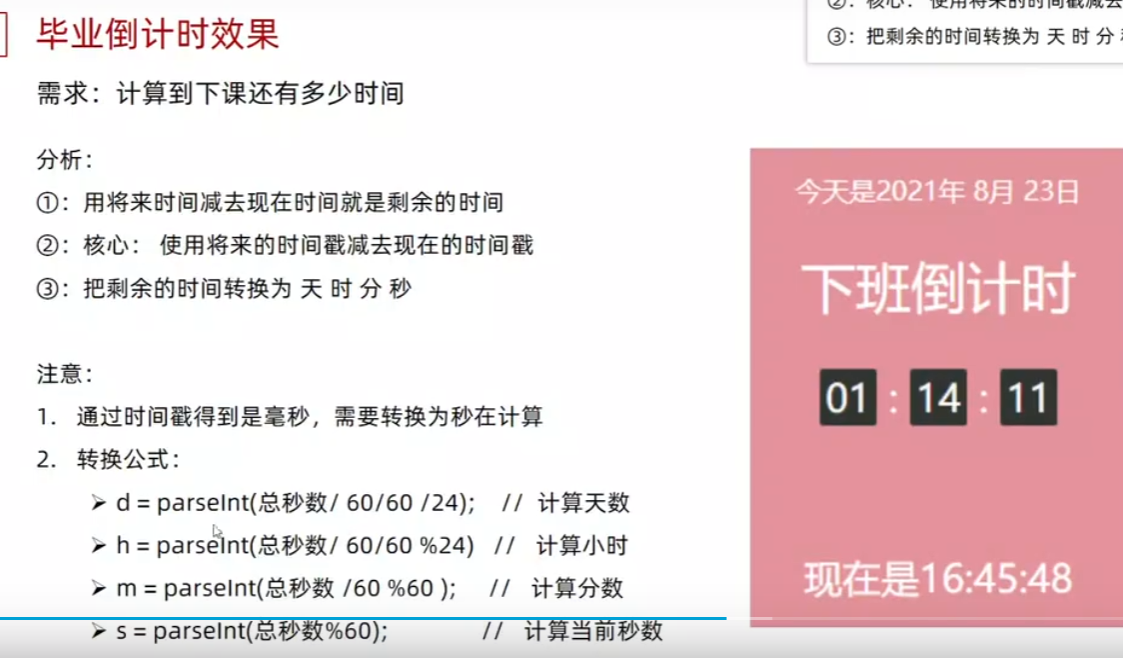 毕业倒计时效果
需求：计算到下课还有多少时间
分析：
①：用将来时间减去现在时间就是剩余的时间
②：核心： 使用将来的时间戳减去现在的时间戳
③：把剩余的时间转换为 天 时 分 秒
注意：
1. 通过时间戳得到是毫秒，需要转换为秒在计算
2. 转换公式：
➢ d = parseInt(总秒数/ 60/60 /24); // 计算天数
➢ h = parseInt(总秒数/ 60/60 %24) // 计算小时
➢ m = parseInt(总秒数 /60 %60 ); // 计算分数
➢ s = parseInt(总秒数%60); // 计算当前秒数
②：核心： 使用将来的时间戳减去
③：把剩余的时间转换为 天 时 分
今天是2021年 8月 23日
下班倒计时
01 : 14 : 11
现在是16:45:48